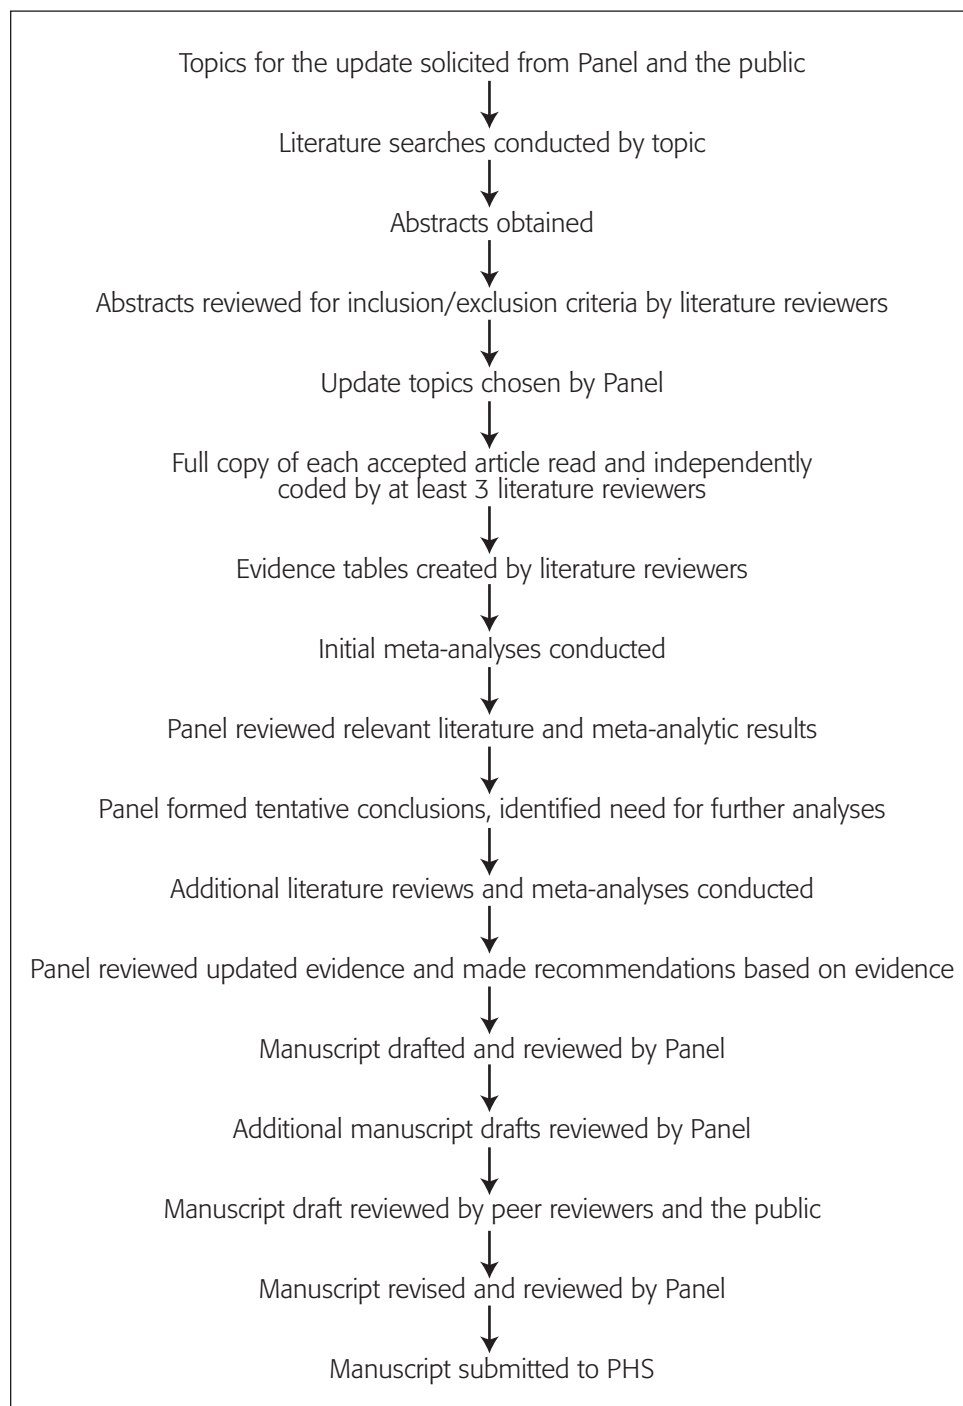 Topics for the update solicited from Panel and the public
Literature searches conducted by topic
Abstracts obtained
Abstracts reviewed for inclusion/exclusion criteria by literature reviewers
Update topics chosen by Panel
Full copy of each accepted article read and independently
coded by at least 3 literature reviewers
Evidence tables created by literature reviewers
Initial meta-analyses conducted
Panel reviewed relevant literature and meta-analytic results
Panel formed tentative conclusions, identified need for further analyses
Additional literature reviews and meta-analyses conducted
Panel reviewed updated evidence and made recommendations based on evidence
Manuscript drafted and reviewed by Panel
Additional manuscript drafts reviewed by Panel
Manuscript draft reviewed by peer reviewers and the public
Manuscript revised and reviewed by Panel
Manuscript submitted to PHS